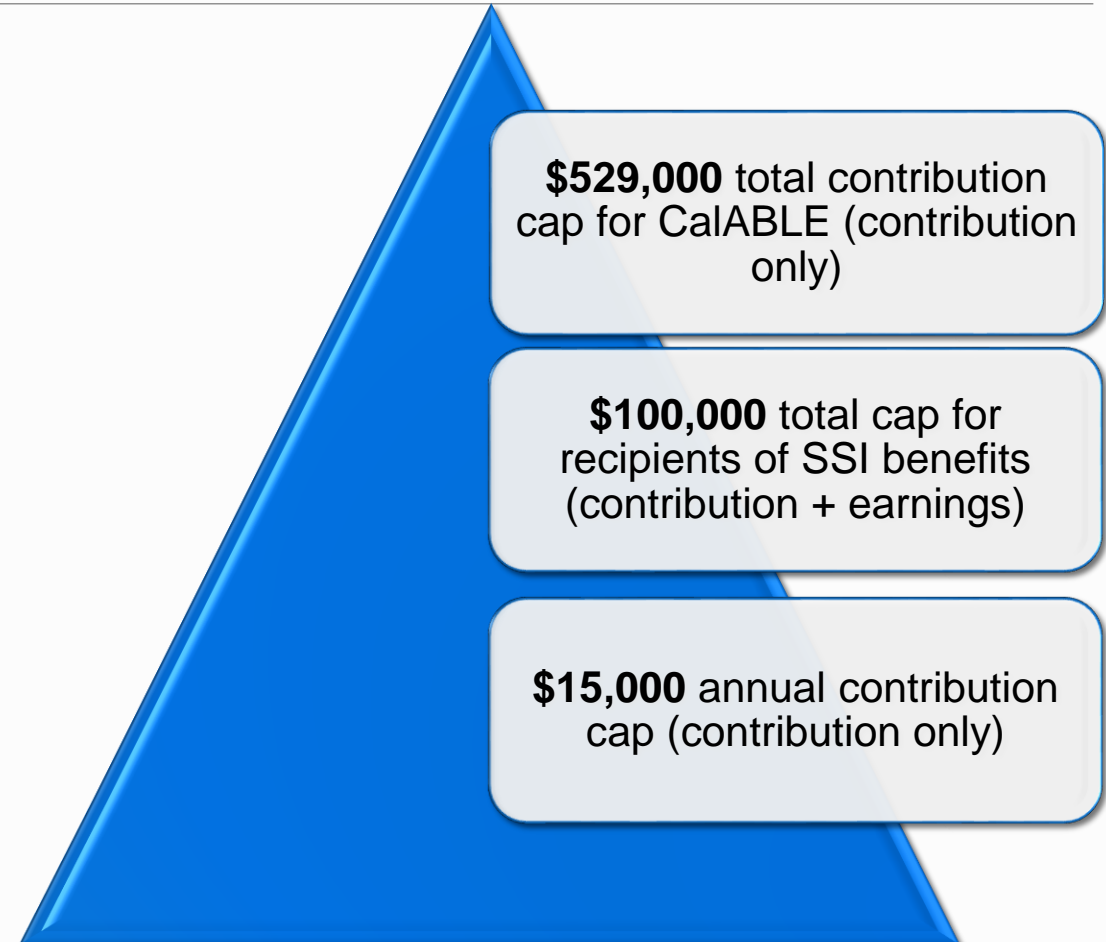 $529,000 total contribution
cap for CalABLE (contribution
only)
$100,000 total cap for
recipients of SSI benefits
(contribution + earnings)
$15,000 annual contribution
cap (contribution only)